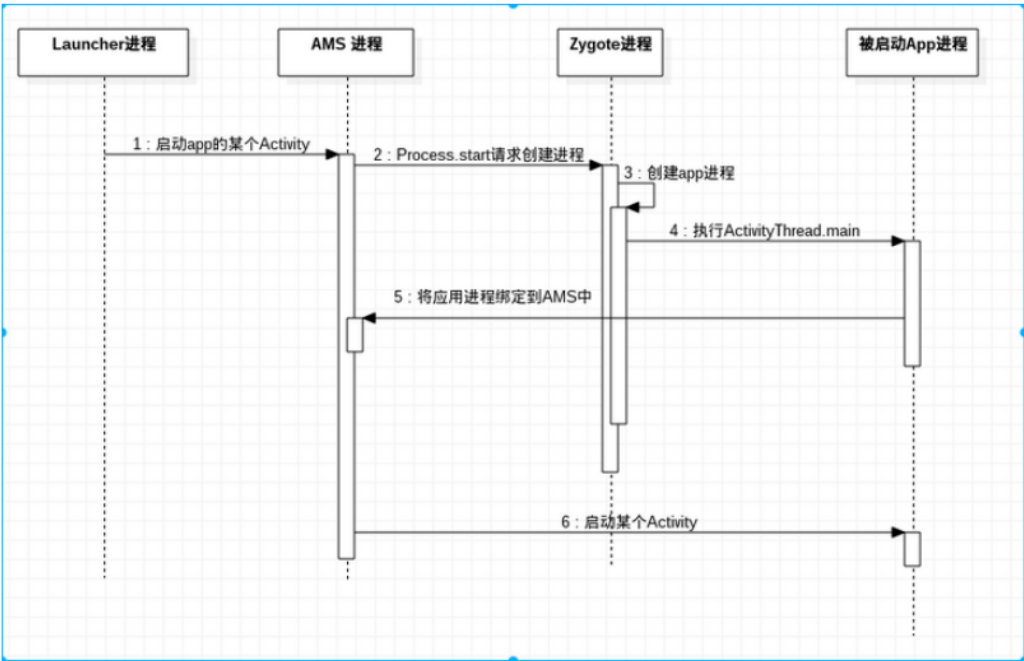 Launcher进程
AMS 进程
Zygote进程
被启动App进程
1 : 启动app的某个Activity
2 : Process.start请求创建进程
3 : 创建app进程
4 : 执行ActivityThread.main
5 : 将应用进程绑定到AMS中
6 : 启动某个Activity